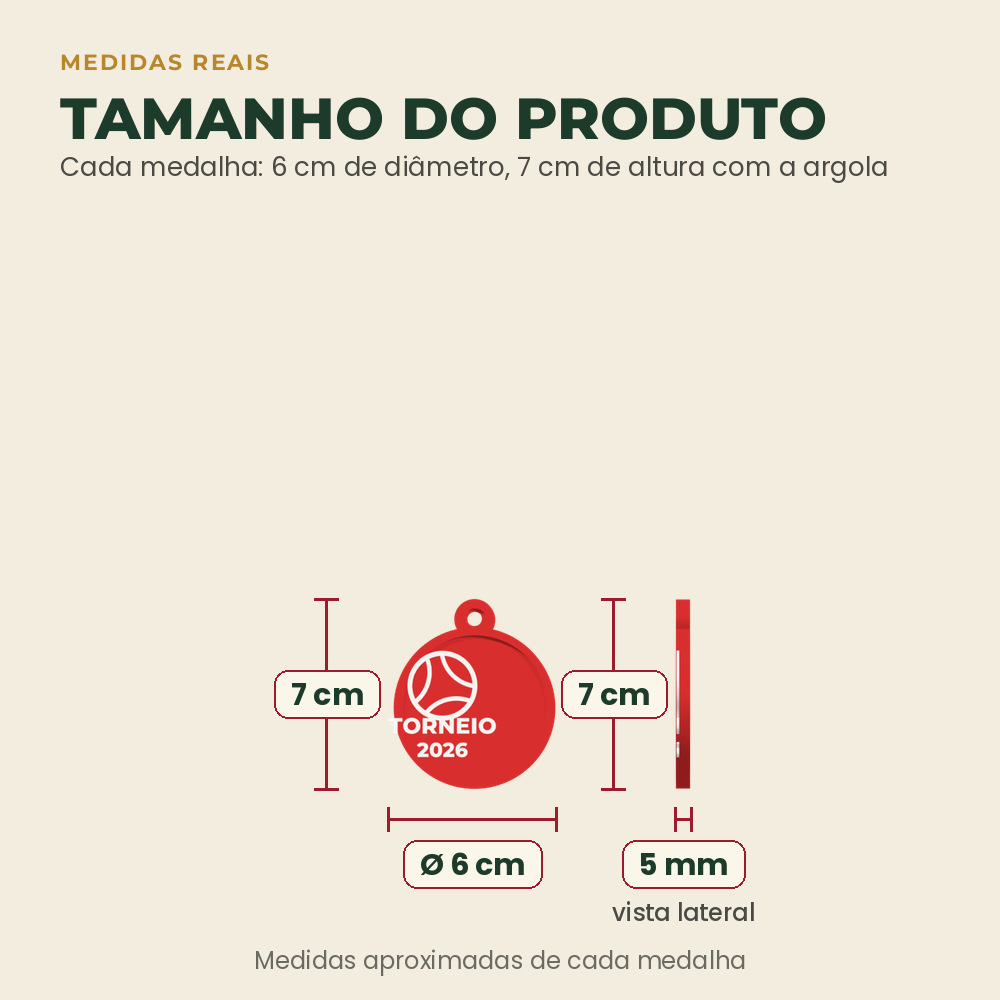 MEDIDAS REAIS
TAMANHO DO PRODUTO
Cada medalha: 6 cm de diâmetro, 7 cm de altura com a argola
7 cm
TORNEIO
2026
7 cm
Ø 6 cm
5 mm
vista lateral
Medidas aproximadas de cada medalha